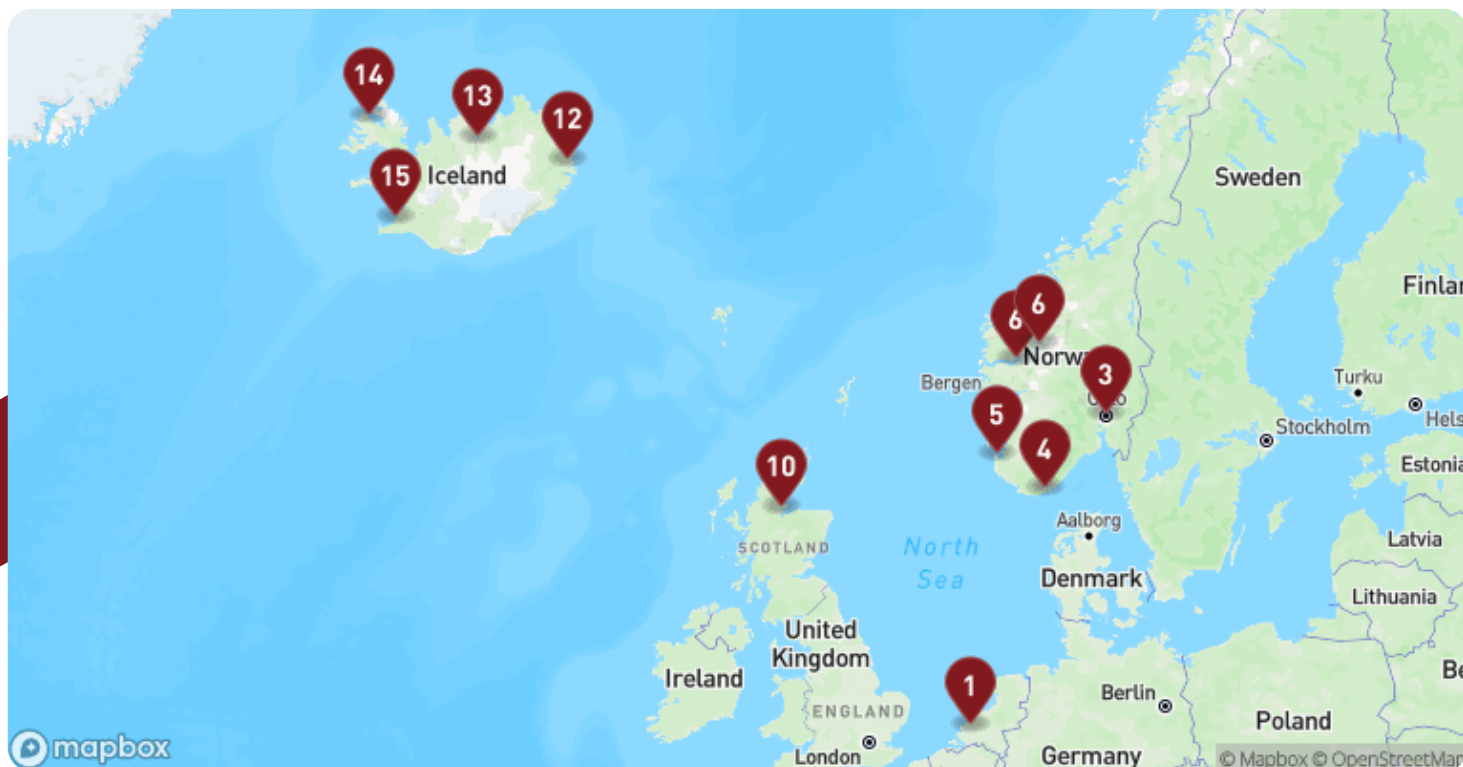 14
13
12
15
Iceland
Sweden
Finlar
6
6
Norw
3
Bergen
5
Turku
Hels
Stockholm
4
10
Estonia
Aalborg
SCOTLAND
North
Sea
Latvia
Denmark
Lithuania
United
Kingdom
Ireland
1
Be
Berlin
ENGLAND
Poland
London
Germany
mapbox
© Mapbox © OpenStreetMap